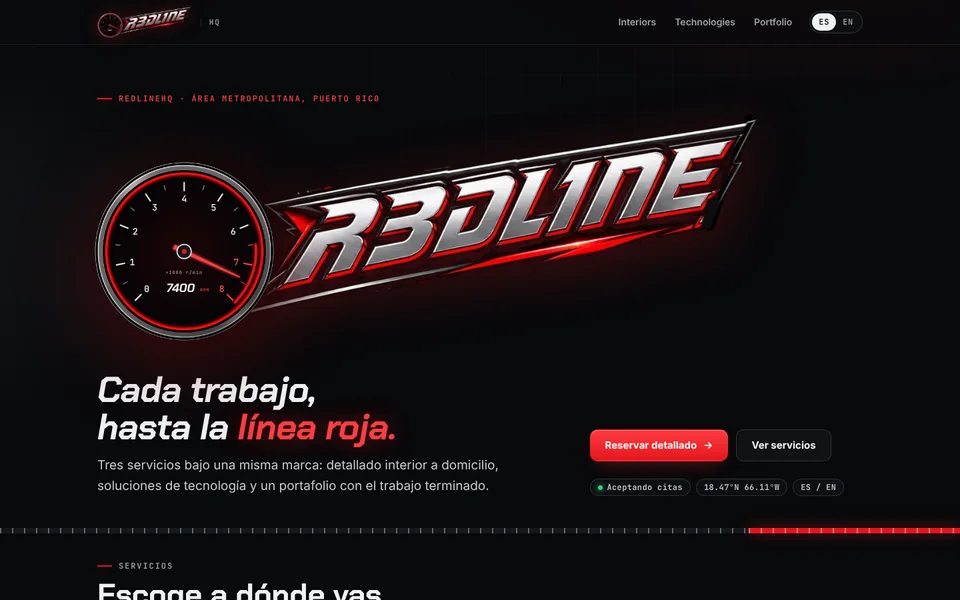 R3DL1NE
HQ
Interiors
Technologies
Portfolio
ES
EN
REDLINEHQ · ÁREA METROPOLITANA, PUERTO RICO
R3DL1NE
0
1
2
3
4
5
6
7
8
×1000 r/min
7400 RPM
Cada trabajo,
hasta la línea roja.
Tres servicios bajo una misma marca: detallado interior a domicilio,
soluciones de tecnología y un portafolio con el trabajo terminado.
Reservar detallado →
Ver servicios
Aceptando citas
18.47°N 66.11°W
ES / EN
SERVICIOS
Escoge a dónde vas